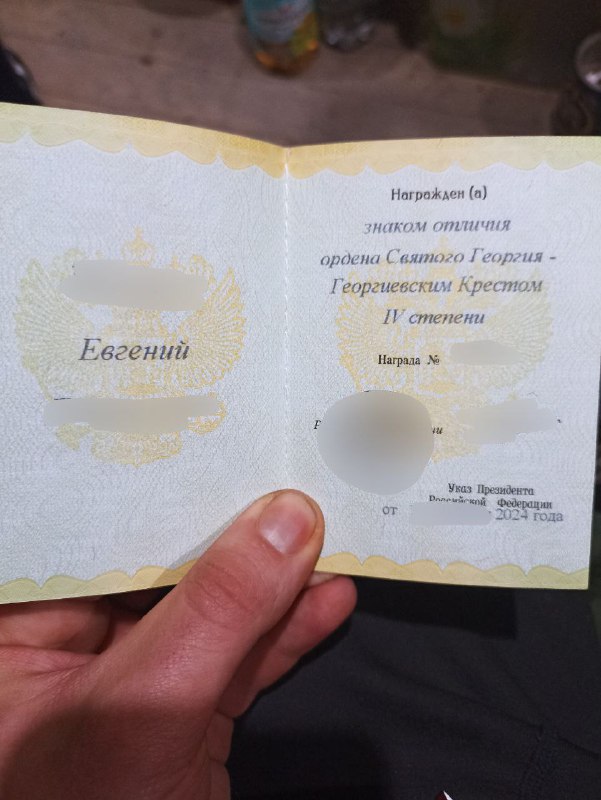 Евгений
Награжден (а)
знаком отличия
ордена Святого Георгия -
Георгиевским Крестом
IV степени
Награда №
Указ Президента
Российской Федерации
от 2024 года